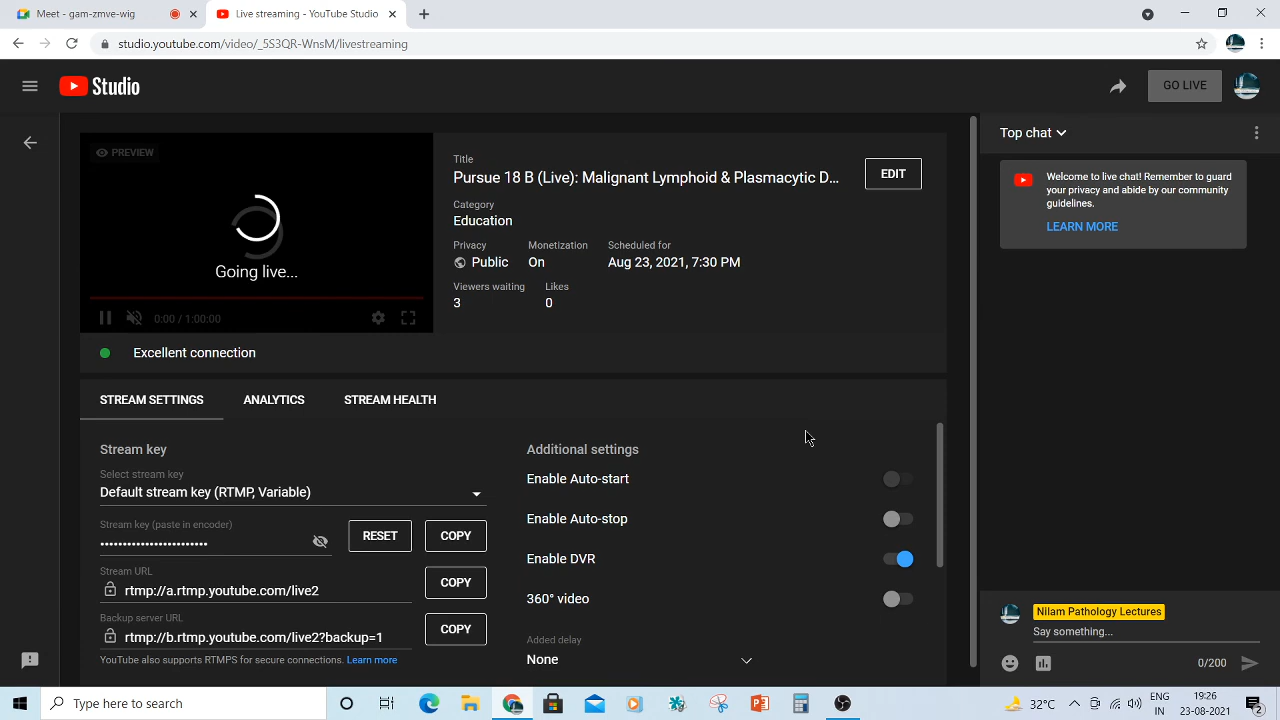 Meet - gam-zmve-wig
Live streaming - YouTube Studio
studio.youtube.com/video/_5S3QR-WnsM/livestreaming
Studio
GO LIVE
PREVIEW
Going live...
0:00 / 1:00:00
Title
Pursue 18 B (Live): Malignant Lymphoid & Plasmacytic D...
EDIT
Category
Education
Privacy
Monetization
Scheduled for
Public
On
Aug 23, 2021, 7:30 PM
Viewers waiting
Likes
3
0
Excellent connection
STREAM SETTINGS
ANALYTICS
STREAM HEALTH
Stream key
Select stream key
Default stream key (RTMP, Variable)
Stream key (paste in encoder)
••••••••••••••••••••••••
RESET
COPY
Stream URL
rtmp://a.rtmp.youtube.com/live2
COPY
Backup server URL
rtmp://b.rtmp.youtube.com/live2?backup=1
COPY
YouTube also supports RTMPS for secure connections. Learn more
Additional settings
Enable Auto-start
Enable Auto-stop
Enable DVR
360° video
Added delay
None
Top chat
Welcome to live chat! Remember to guard
your privacy and abide by our community
guidelines.
LEARN MORE
Nilam Pathology Lectures
Say something...
0/200
Type here to search
32°C
ENG
IN
19:26
23-08-2021
2